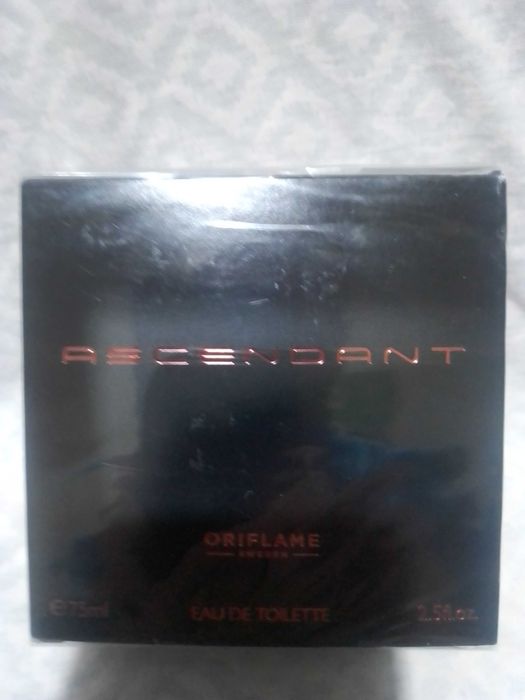 ASCENDANT
ORIFLAME
SWEDEN
℮75ml EAU DE TOILETTE 2.5fl.oz.